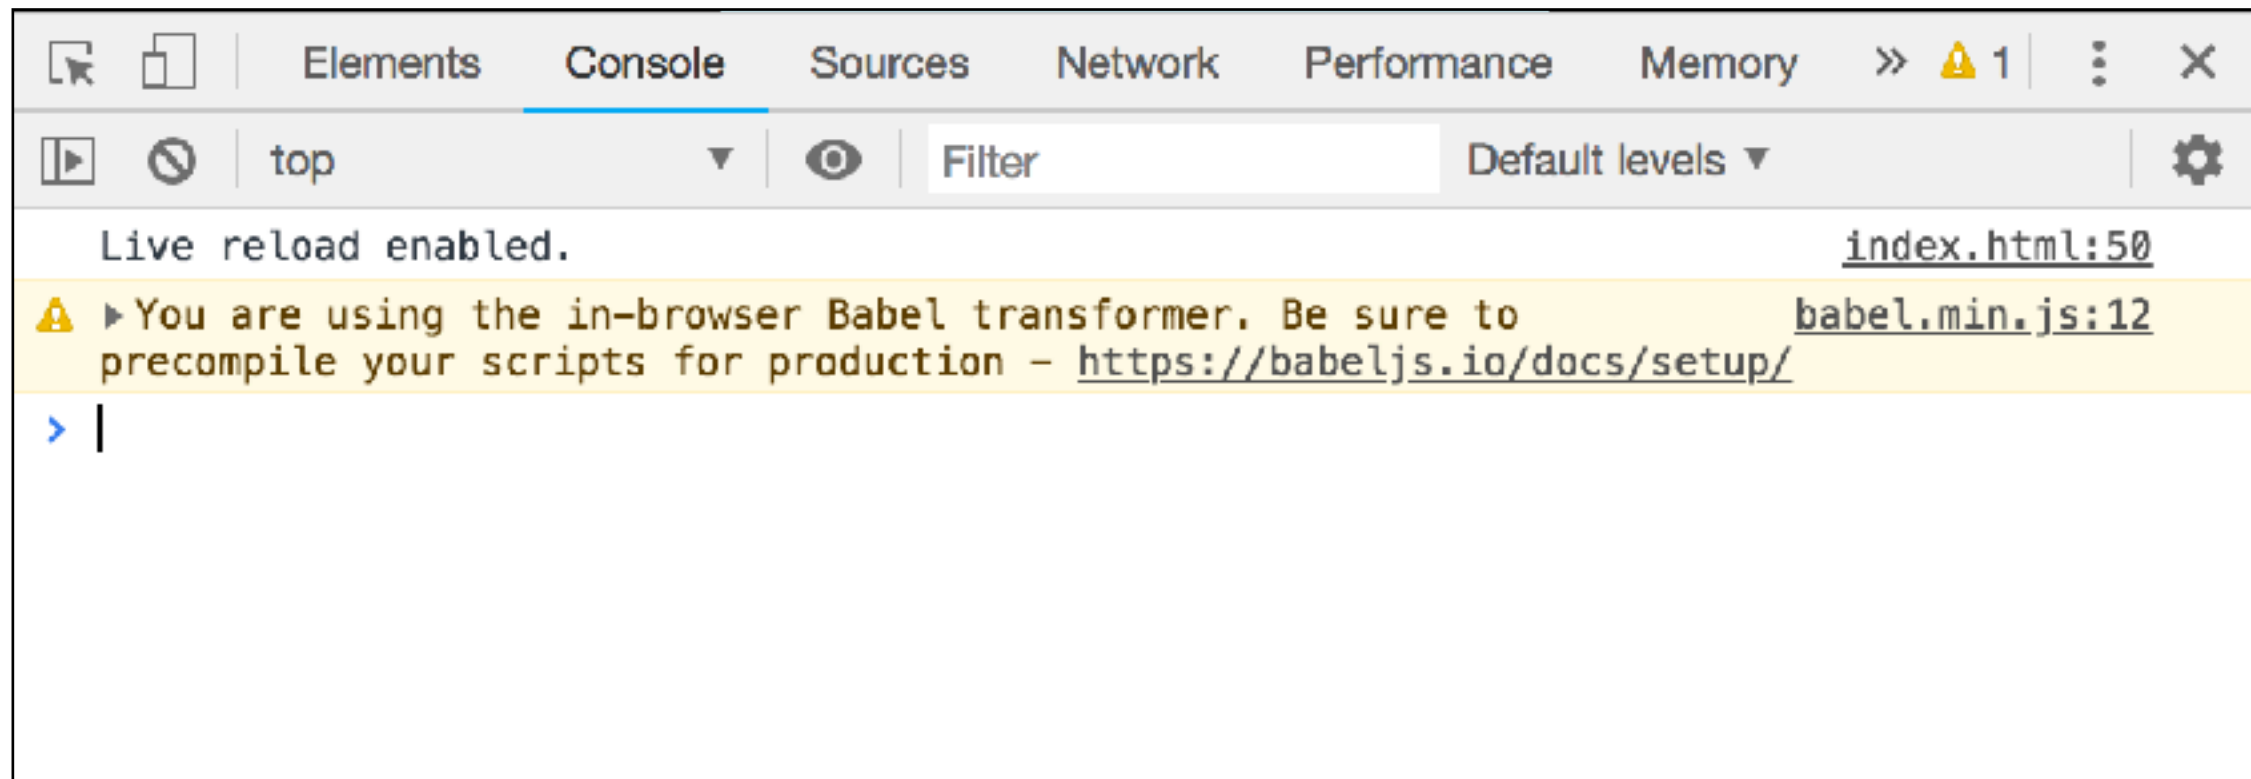 Elements Console Sources Network Performance Memory » 1
top Filter Default levels
Live reload enabled. index.html:50
You are using the in-browser Babel transformer. Be sure to babel.min.js:12
precompile your scripts for production – https://babeljs.io/docs/setup/
>